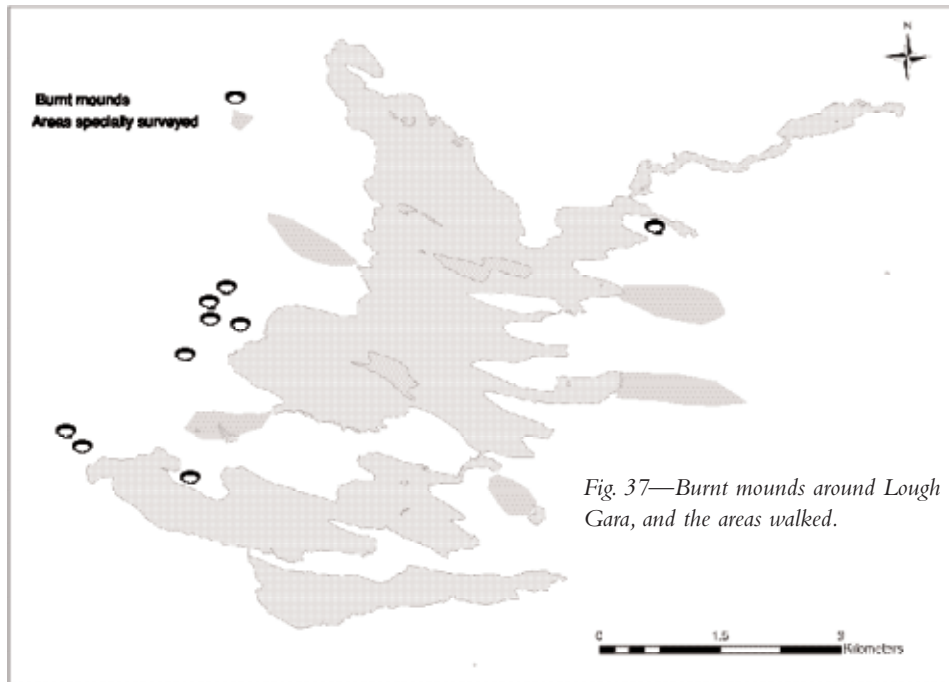 N
Burnt mounds
Areas specially surveyed
Fig. 37—Burnt mounds around Lough
Gara, and the areas walked.
0 1.5 3
Kilometers